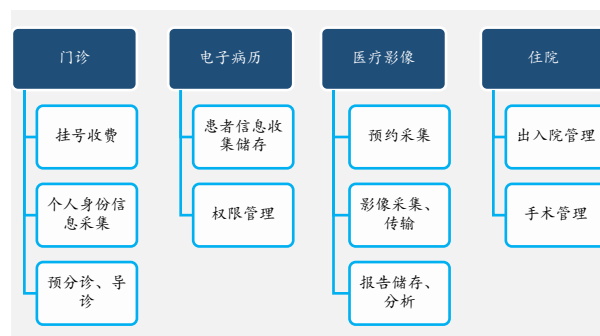 门诊
挂号收费
个人身份信
息采集
预分诊、导
诊
电子病历
患者信息收
集储存
权限管理
医疗影像
预约采集
影像采集、
传输
报告储存、
分析
住院
出入院管理
手术管理